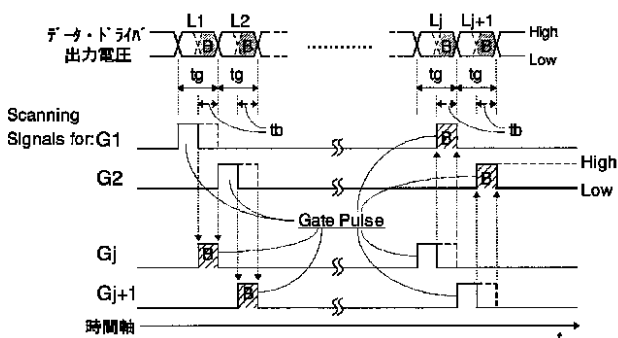 L1 L2 Lj Lj+1
データ・ドライバ
出力電圧
B B B B
High
Low
tg tg tg tg
Scanning
Signals for:G1
tb tb
B
G2
B
High
Low
Gate Pulse
Gj
B
Gj+1
B
時間軸
t